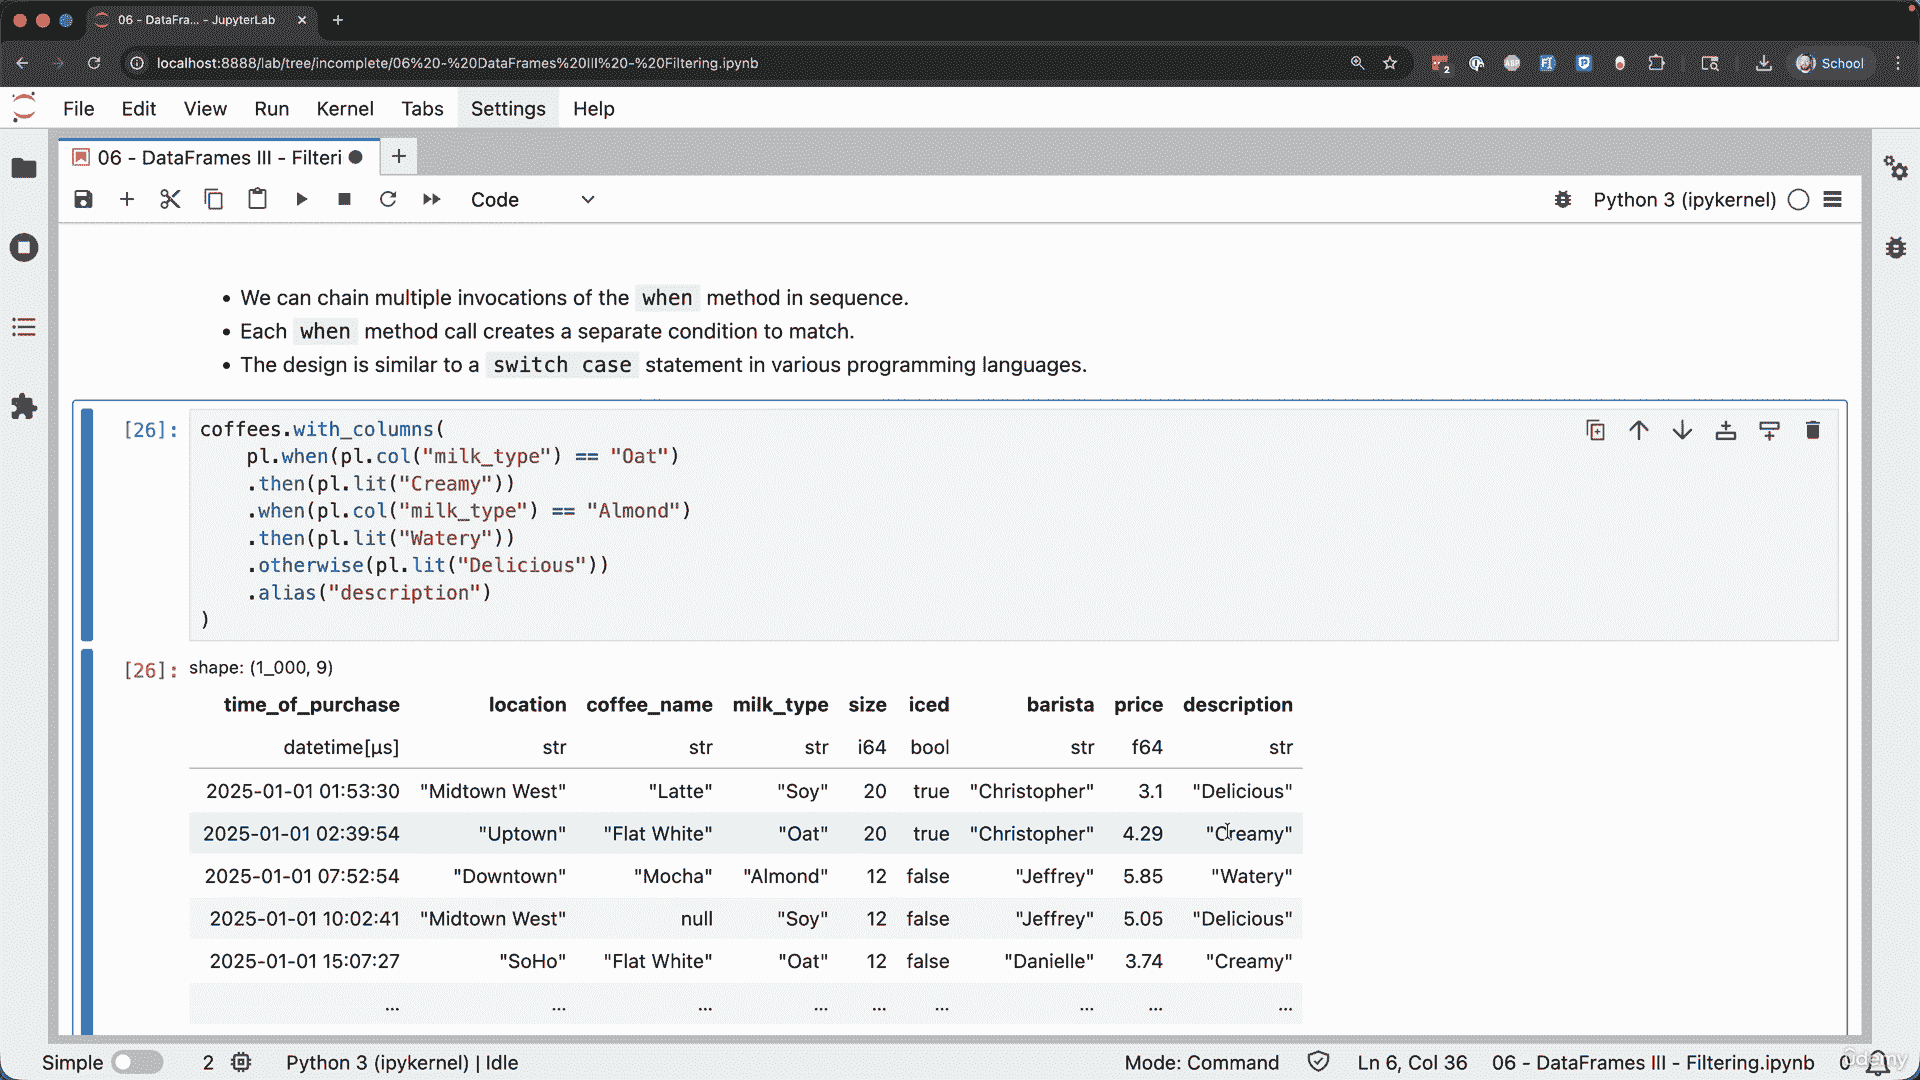 06 - DataFra... - JupyterLab
localhost:8888/lab/tree/incomplete/06%20-%20DataFrames%20III%20-%20Filtering.ipynb
2
ABP
School
File Edit View Run Kernel Tabs Settings Help
06 - DataFrames III - Filteri
Code
Python 3 (ipykernel)
We can chain multiple invocations of the when method in sequence.
Each when method call creates a separate condition to match.
The design is similar to a switch case statement in various programming languages.
[26]:
coffees.with_columns(
pl.when(pl.col("milk_type") == "Oat")
.then(pl.lit("Creamy"))
.when(pl.col("milk_type") == "Almond")
.then(pl.lit("Watery"))
.otherwise(pl.lit("Delicious"))
.alias("description")
)
[26]: shape: (1_000, 9)
time_of_purchase location coffee_name milk_type size iced barista price description
datetime[μs] str str str i64 bool str f64 str
2025-01-01 01:53:30 "Midtown West" "Latte" "Soy" 20 true "Christopher" 3.1 "Delicious"
2025-01-01 02:39:54 "Uptown" "Flat White" "Oat" 20 true "Christopher" 4.29 "Creamy"
2025-01-01 07:52:54 "Downtown" "Mocha" "Almond" 12 false "Jeffrey" 5.85 "Watery"
2025-01-01 10:02:41 "Midtown West" null "Soy" 12 false "Jeffrey" 5.05 "Delicious"
2025-01-01 15:07:27 "SoHo" "Flat White" "Oat" 12 false "Danielle" 3.74 "Creamy"
… … … … … … … … …
Simple 2 Python 3 (ipykernel) | Idle Mode: Command Ln 6, Col 36 06 - DataFrames III - Filtering.ipynb 0
Udemy